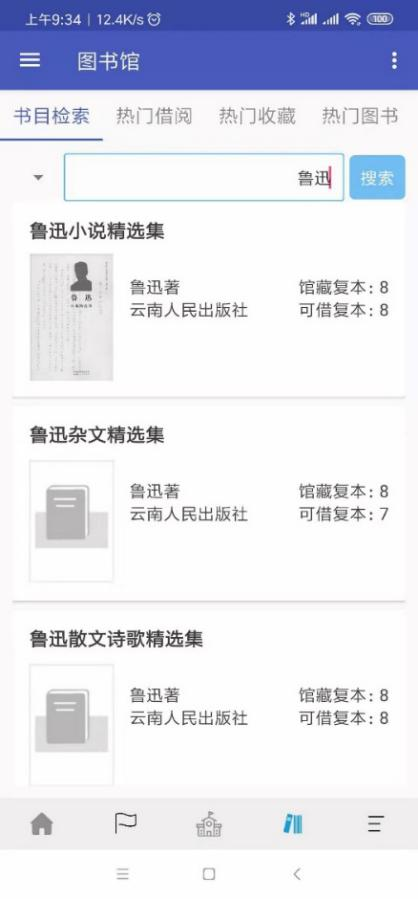 上午9:34 | 12.4K/s
HD
100
图书馆
书目检索 热门借阅 热门收藏 热门图书
鲁迅 搜索
鲁迅小说精选集
鲁迅
鲁迅著 馆藏复本: 8
云南人民出版社 可借复本: 8
鲁迅杂文精选集
鲁迅著 馆藏复本: 8
云南人民出版社 可借复本: 7
鲁迅散文诗歌精选集
鲁迅著 馆藏复本: 8
云南人民出版社 可借复本: 8